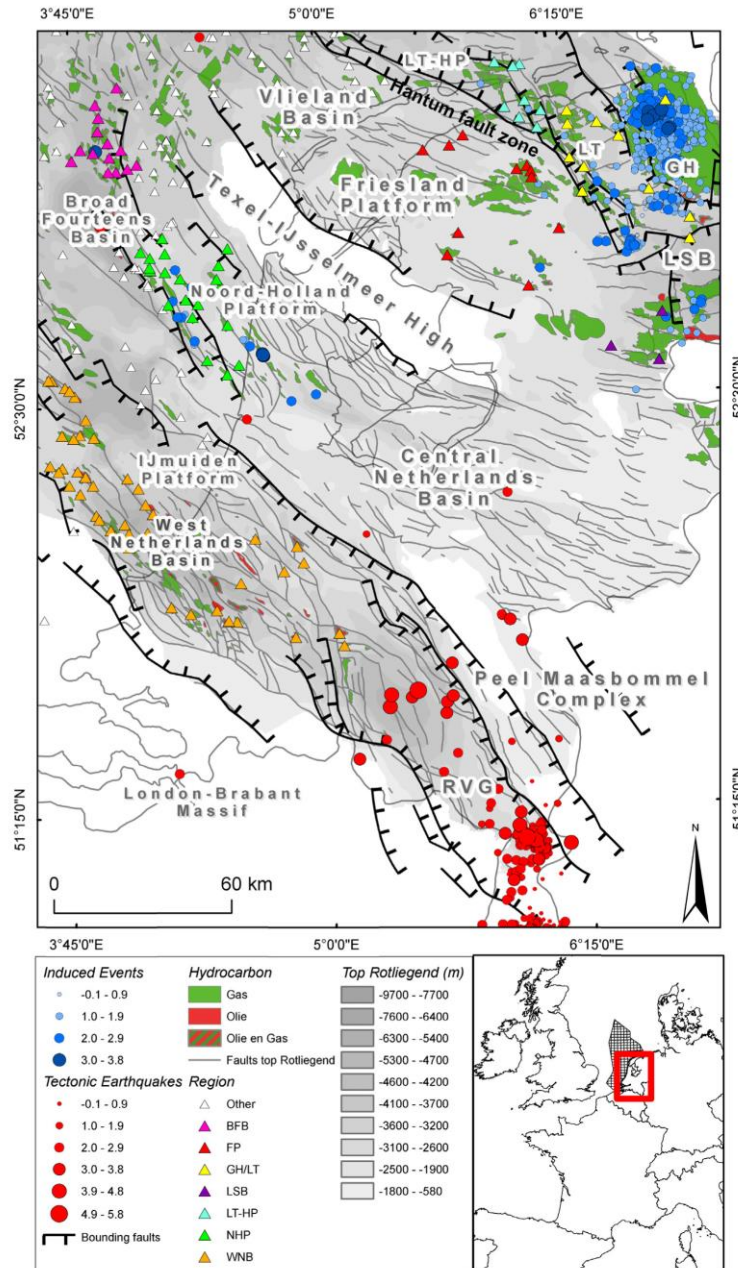 3°45'0"E 5°0'0"E 6°15'0"E
LT-HP
Hantum fault zone
Vlieland
Basin
LT
GH
Friesland
Platform
Broad
Fourteens
Basin
Texel-IJsselmeer High
LSB
Noord-Holland
Platform
52°30'0"N
52°30'0"N
Central
Netherlands
Basin
IJmuiden
Platform
West
Netherlands
Basin
Peel Maasbommel
Complex
RVG
London-Brabant
Massif
51°15'0"N
51°15'0"N
N
0 60 km
3°45'0"E 5°0'0"E 6°15'0"E
Induced Events
-0.1 - 0.9
1.0 - 1.9
2.0 - 2.9
3.0 - 3.8
Tectonic Earthquakes
-0.1 - 0.9
1.0 - 1.9
2.0 - 2.9
3.0 - 3.8
3.9 - 4.8
4.9 - 5.8
Bounding faults
Hydrocarbon
Gas
Olie
Olie en Gas
Faults top Rotliegend
Region
Other
BFB
FP
GH/LT
LSB
LT-HP
NHP
WNB
Top Rotliegend (m)
-9700 - -7700
-7600 - -6400
-6300 - -5400
-5300 - -4700
-4600 - -4200
-4100 - -3700
-3600 - -3200
-3100 - -2600
-2500 - -1900
-1800 - -580